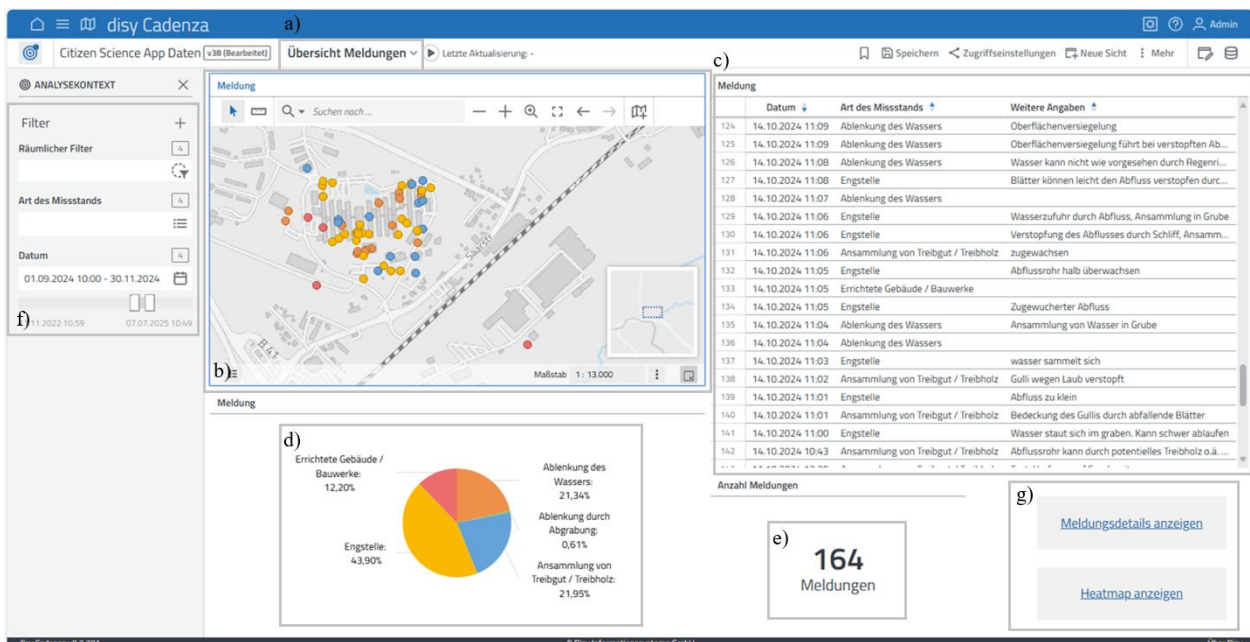 disy Cadenza
a)
Admin
Citizen Science App Daten
v38 (Bearbeitet)
Übersicht Meldungen
Letzte Aktualisierung: -
Speichern
Zugriffseinstellungen
Neue Sicht
Mehr
c)
ANALYSEKONTEXT
Filter
Räumlicher Filter
4
Art des Missstands
4
Datum
4
01.09.2024 10:00 - 30.11.2024
f)
11.2022 10:59
07.07.2025 10:49
Meldung
Suchen nach ...
Saarstr.
B 41
b)
Maßstab 1 : 13.000
Meldung
Datum Art des Missstands Weitere Angaben
124 14.10.2024 11:09 Ablenkung des Wassers Oberflächenversiegelung
125 14.10.2024 11:09 Ablenkung des Wassers Oberflächenversiegelung führt bei verstopften Ab...
126 14.10.2024 11:08 Ablenkung des Wassers Wasser kann nicht wie vorgesehen durch Regenri...
127 14.10.2024 11:08 Engstelle Blätter können leicht den Abfluss verstopfen durc...
128 14.10.2024 11:07 Ablenkung des Wassers
129 14.10.2024 11:06 Engstelle Wasserzufuhr durch Abfluss, Ansammlung in Grube
130 14.10.2024 11:06 Engstelle Verstopfung des Abflusses durch Schliff, Ansamm...
131 14.10.2024 11:06 Ansammlung von Treibgut / Treibholz zugewachsen
132 14.10.2024 11:05 Engstelle Abflussrohr halb überwachsen
133 14.10.2024 11:05 Errichtete Gebäude / Bauwerke
134 14.10.2024 11:05 Engstelle Zugewucherter Abfluss
135 14.10.2024 11:04 Ablenkung des Wassers Ansammlung von Wasser in Grube
136 14.10.2024 11:04 Ablenkung des Wassers
137 14.10.2024 11:03 Engstelle wasser sammelt sich
138 14.10.2024 11:02 Ansammlung von Treibgut / Treibholz Gulli wegen Laub verstopft
139 14.10.2024 11:01 Engstelle Abfluss zu klein
140 14.10.2024 11:01 Ansammlung von Treibgut / Treibholz Bedeckung des Gullis durch abfallende Blätter
141 14.10.2024 11:00 Engstelle Wasser staut sich im graben. Kann schwer ablaufen
142 14.10.2024 10:43 Ansammlung von Treibgut / Treibholz Abflussrohr kann durch potentielles Treibholz o.ä. ...
Meldung
d)
Errichtete Gebäude /
Bauwerke:
12,20%
Engstelle:
43,90%
Ablenkung des
Wassers:
21,34%
Ablenkung durch
Abgrabung:
0,61%
Ansammlung von
Treibgut / Treibholz:
21,95%
Anzahl Meldungen
e)
164
Meldungen
g)
Meldungsdetails anzeigen
Heatmap anzeigen